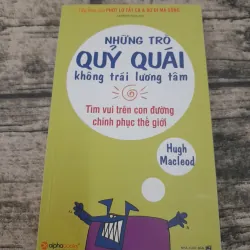 NHỮNG TRÒ
QUỶ QUÁI
không trái lương tâm
Tìm vui trên con đường
chinh phục thế giới
Hugh
Macleod
alphabooks